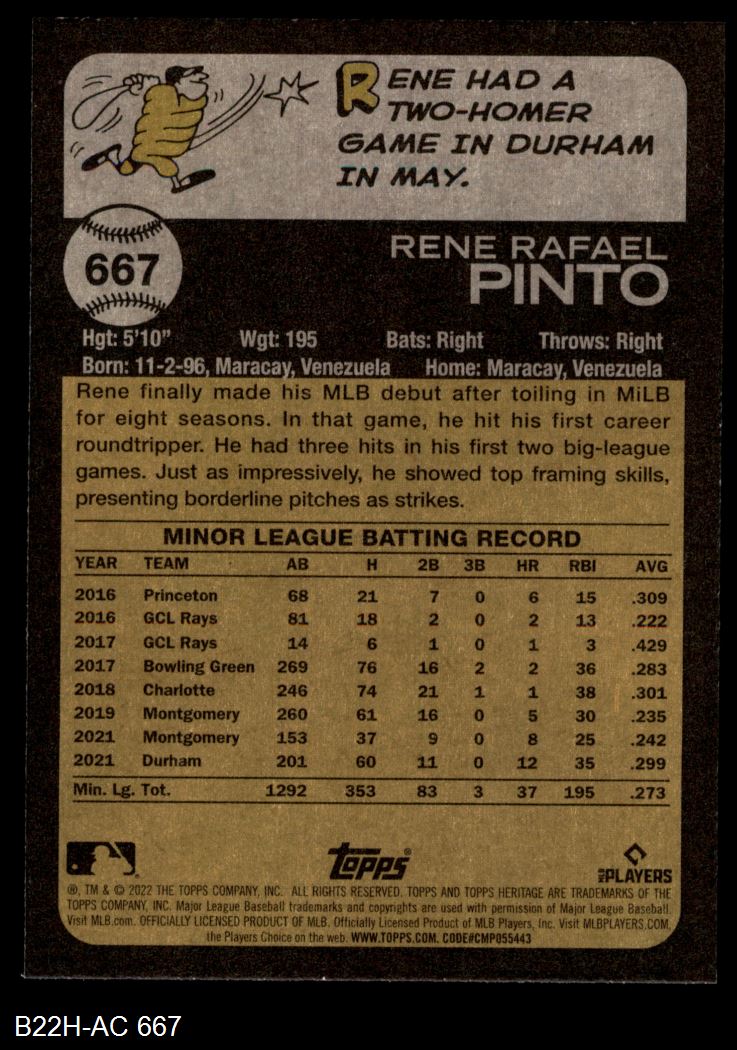 RENE HAD A
TWO-HOMER
GAME IN DURHAM
IN MAY.
667
RENE RAFAEL
PINTO
Hgt: 5'10" Wgt: 195 Bats: Right Throws: Right
Born: 11-2-96, Maracay, Venezuela Home: Maracay, Venezuela
Rene finally made his MLB debut after toiling in MiLB
for eight seasons. In that game, he hit his first career
roundtripper. He had three hits in his first two big-league
games. Just as impressively, he showed top framing skills,
presenting borderline pitches as strikes.
MINOR LEAGUE BATTING RECORD
YEAR TEAM AB H 2B 3B HR RBI AVG
2016 Princeton 68 21 7 0 6 15 .309
2016 GCL Rays 81 18 2 0 2 13 .222
2017 GCL Rays 14 6 1 0 1 3 .429
2017 Bowling Green 269 76 16 2 2 36 .283
2018 Charlotte 246 74 21 1 1 38 .301
2019 Montgomery 260 61 16 0 5 30 .235
2021 Montgomery 153 37 9 0 8 25 .242
2021 Durham 201 60 11 0 12 35 .299
Min. Lg. Tot. 1292 353 83 3 37 195 .273
TOPPS® MLB PLAYERS
®, TM & © 2022 THE TOPPS COMPANY, INC. ALL RIGHTS RESERVED. TOPPS AND TOPPS HERITAGE ARE TRADEMARKS OF THE
TOPPS COMPANY, INC. Major League Baseball trademarks and copyrights are used with permission of Major League Baseball.
Visit MLB.com. OFFICIALLY LICENSED PRODUCT OF MLB. Officially Licensed Product of MLB Players, Inc. Visit MLBPLAYERS.COM,
the Players Choice on the web. WWW.TOPPS.COM. CODE#CMP055443
B22H-AC 667